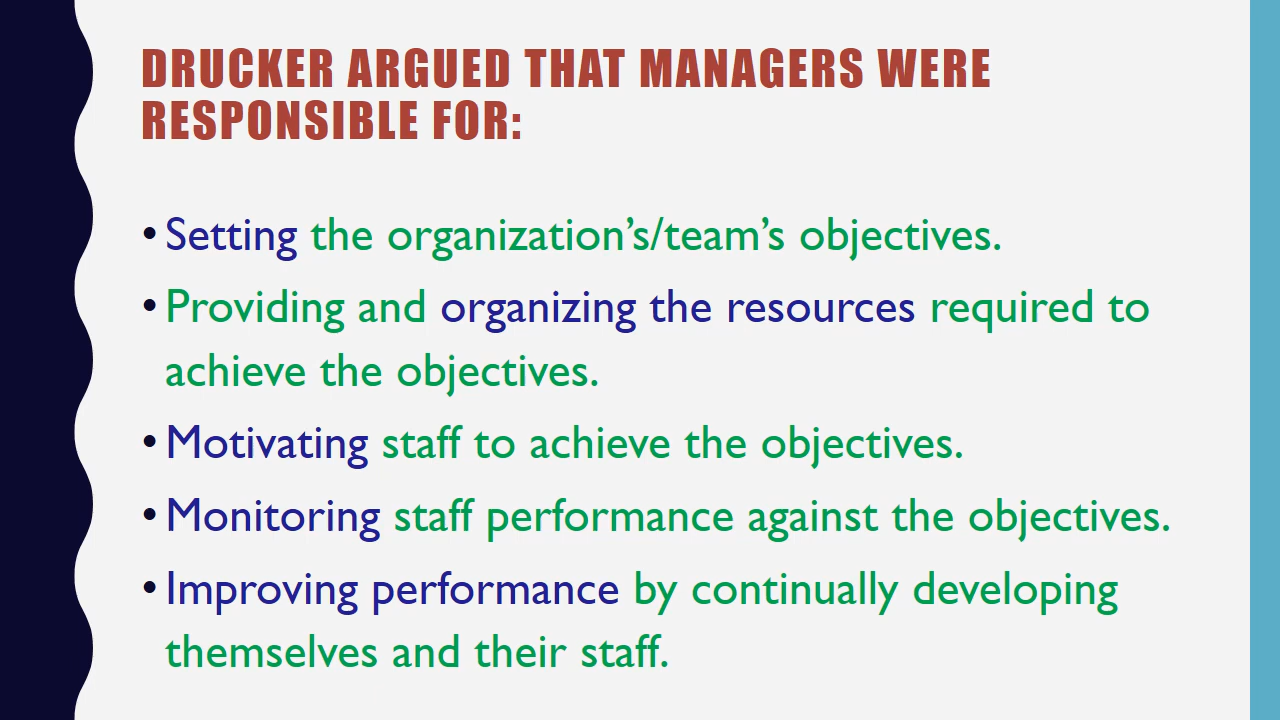 DRUCKER ARGUED THAT MANAGERS WERE
RESPONSIBLE FOR:
• Setting the organization’s/team’s objectives.
• Providing and organizing the resources required to
achieve the objectives.
• Motivating staff to achieve the objectives.
• Monitoring staff performance against the objectives.
• Improving performance by continually developing
themselves and their staff.